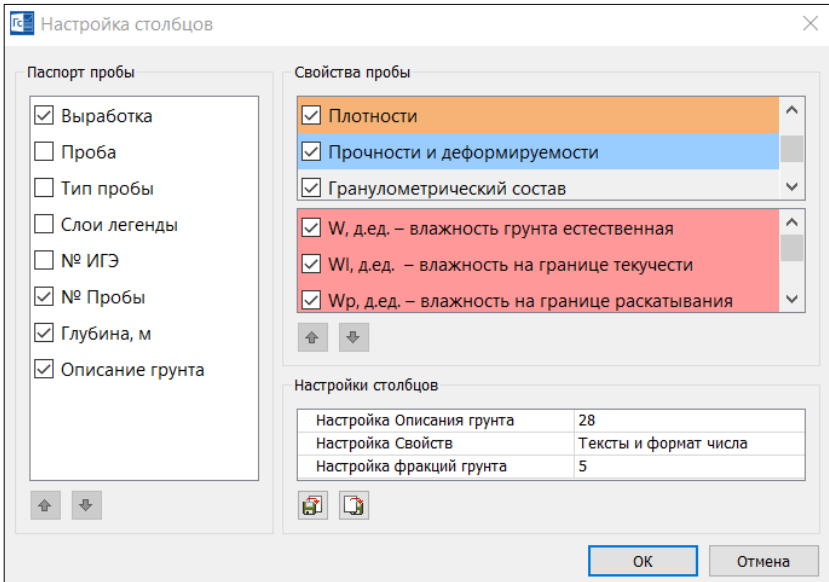 Гс Настройка столбцов
Паспорт пробы
Выработка
Проба
Тип пробы
Слои легенды
№ ИГЭ
№ Пробы
Глубина, м
Описание грунта
Свойства пробы
Плотности
Прочности и деформируемости
Гранулометрический состав
W, д.ед. – влажность грунта естественная
Wl, д.ед. – влажность на границе текучести
Wp, д.ед. – влажность на границе раскатывания
Настройки столбцов
Настройка Описания грунта 28
Настройка Свойств Тексты и формат числа
Настройка фракций грунта 5
ОК Отмена